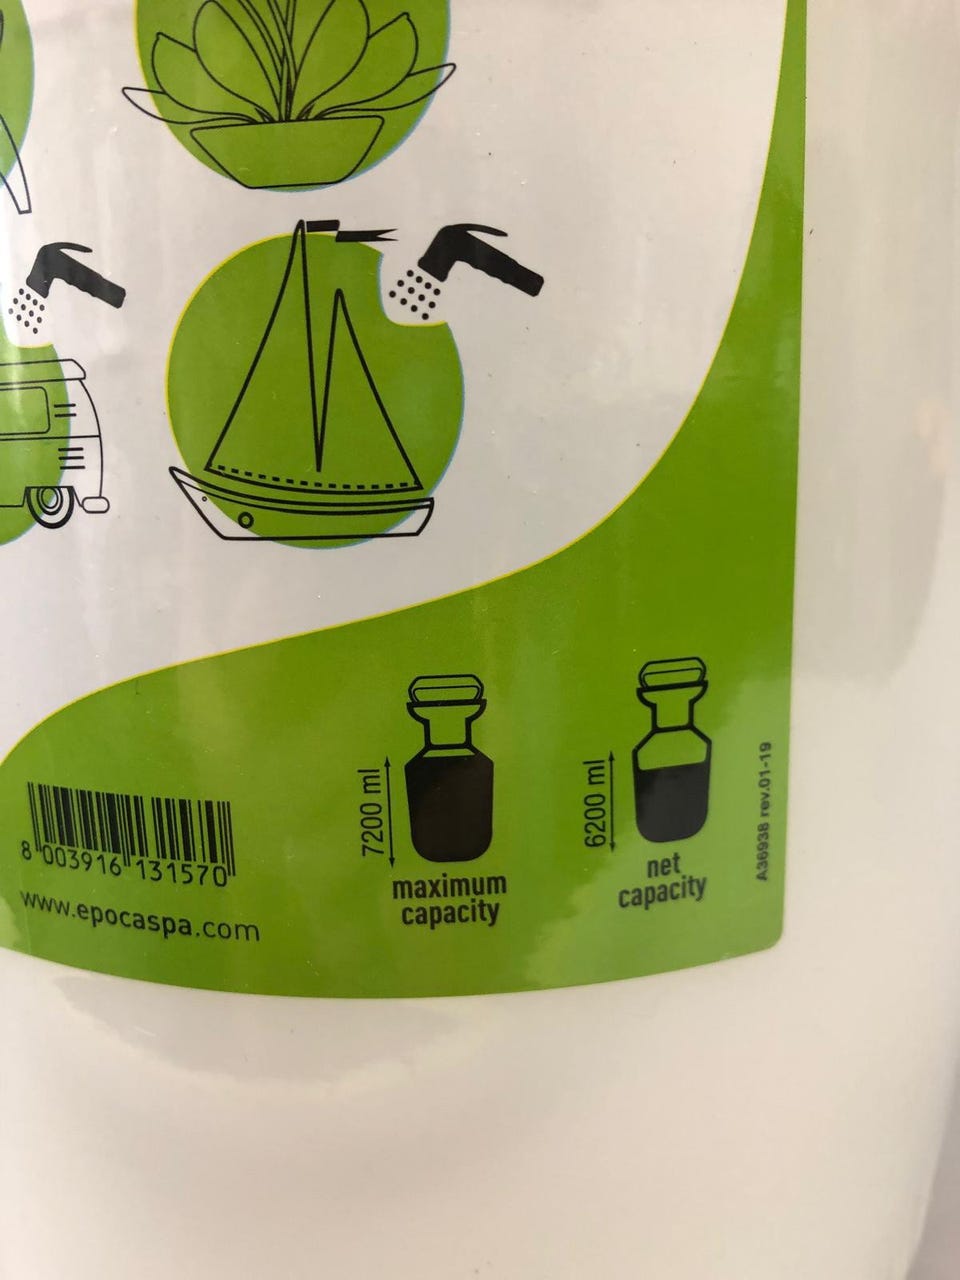 7200 ml
maximum
capacity
6200 ml
net
capacity
A36938 rev.01-19
8 003916 131570
www.epocaspa.com